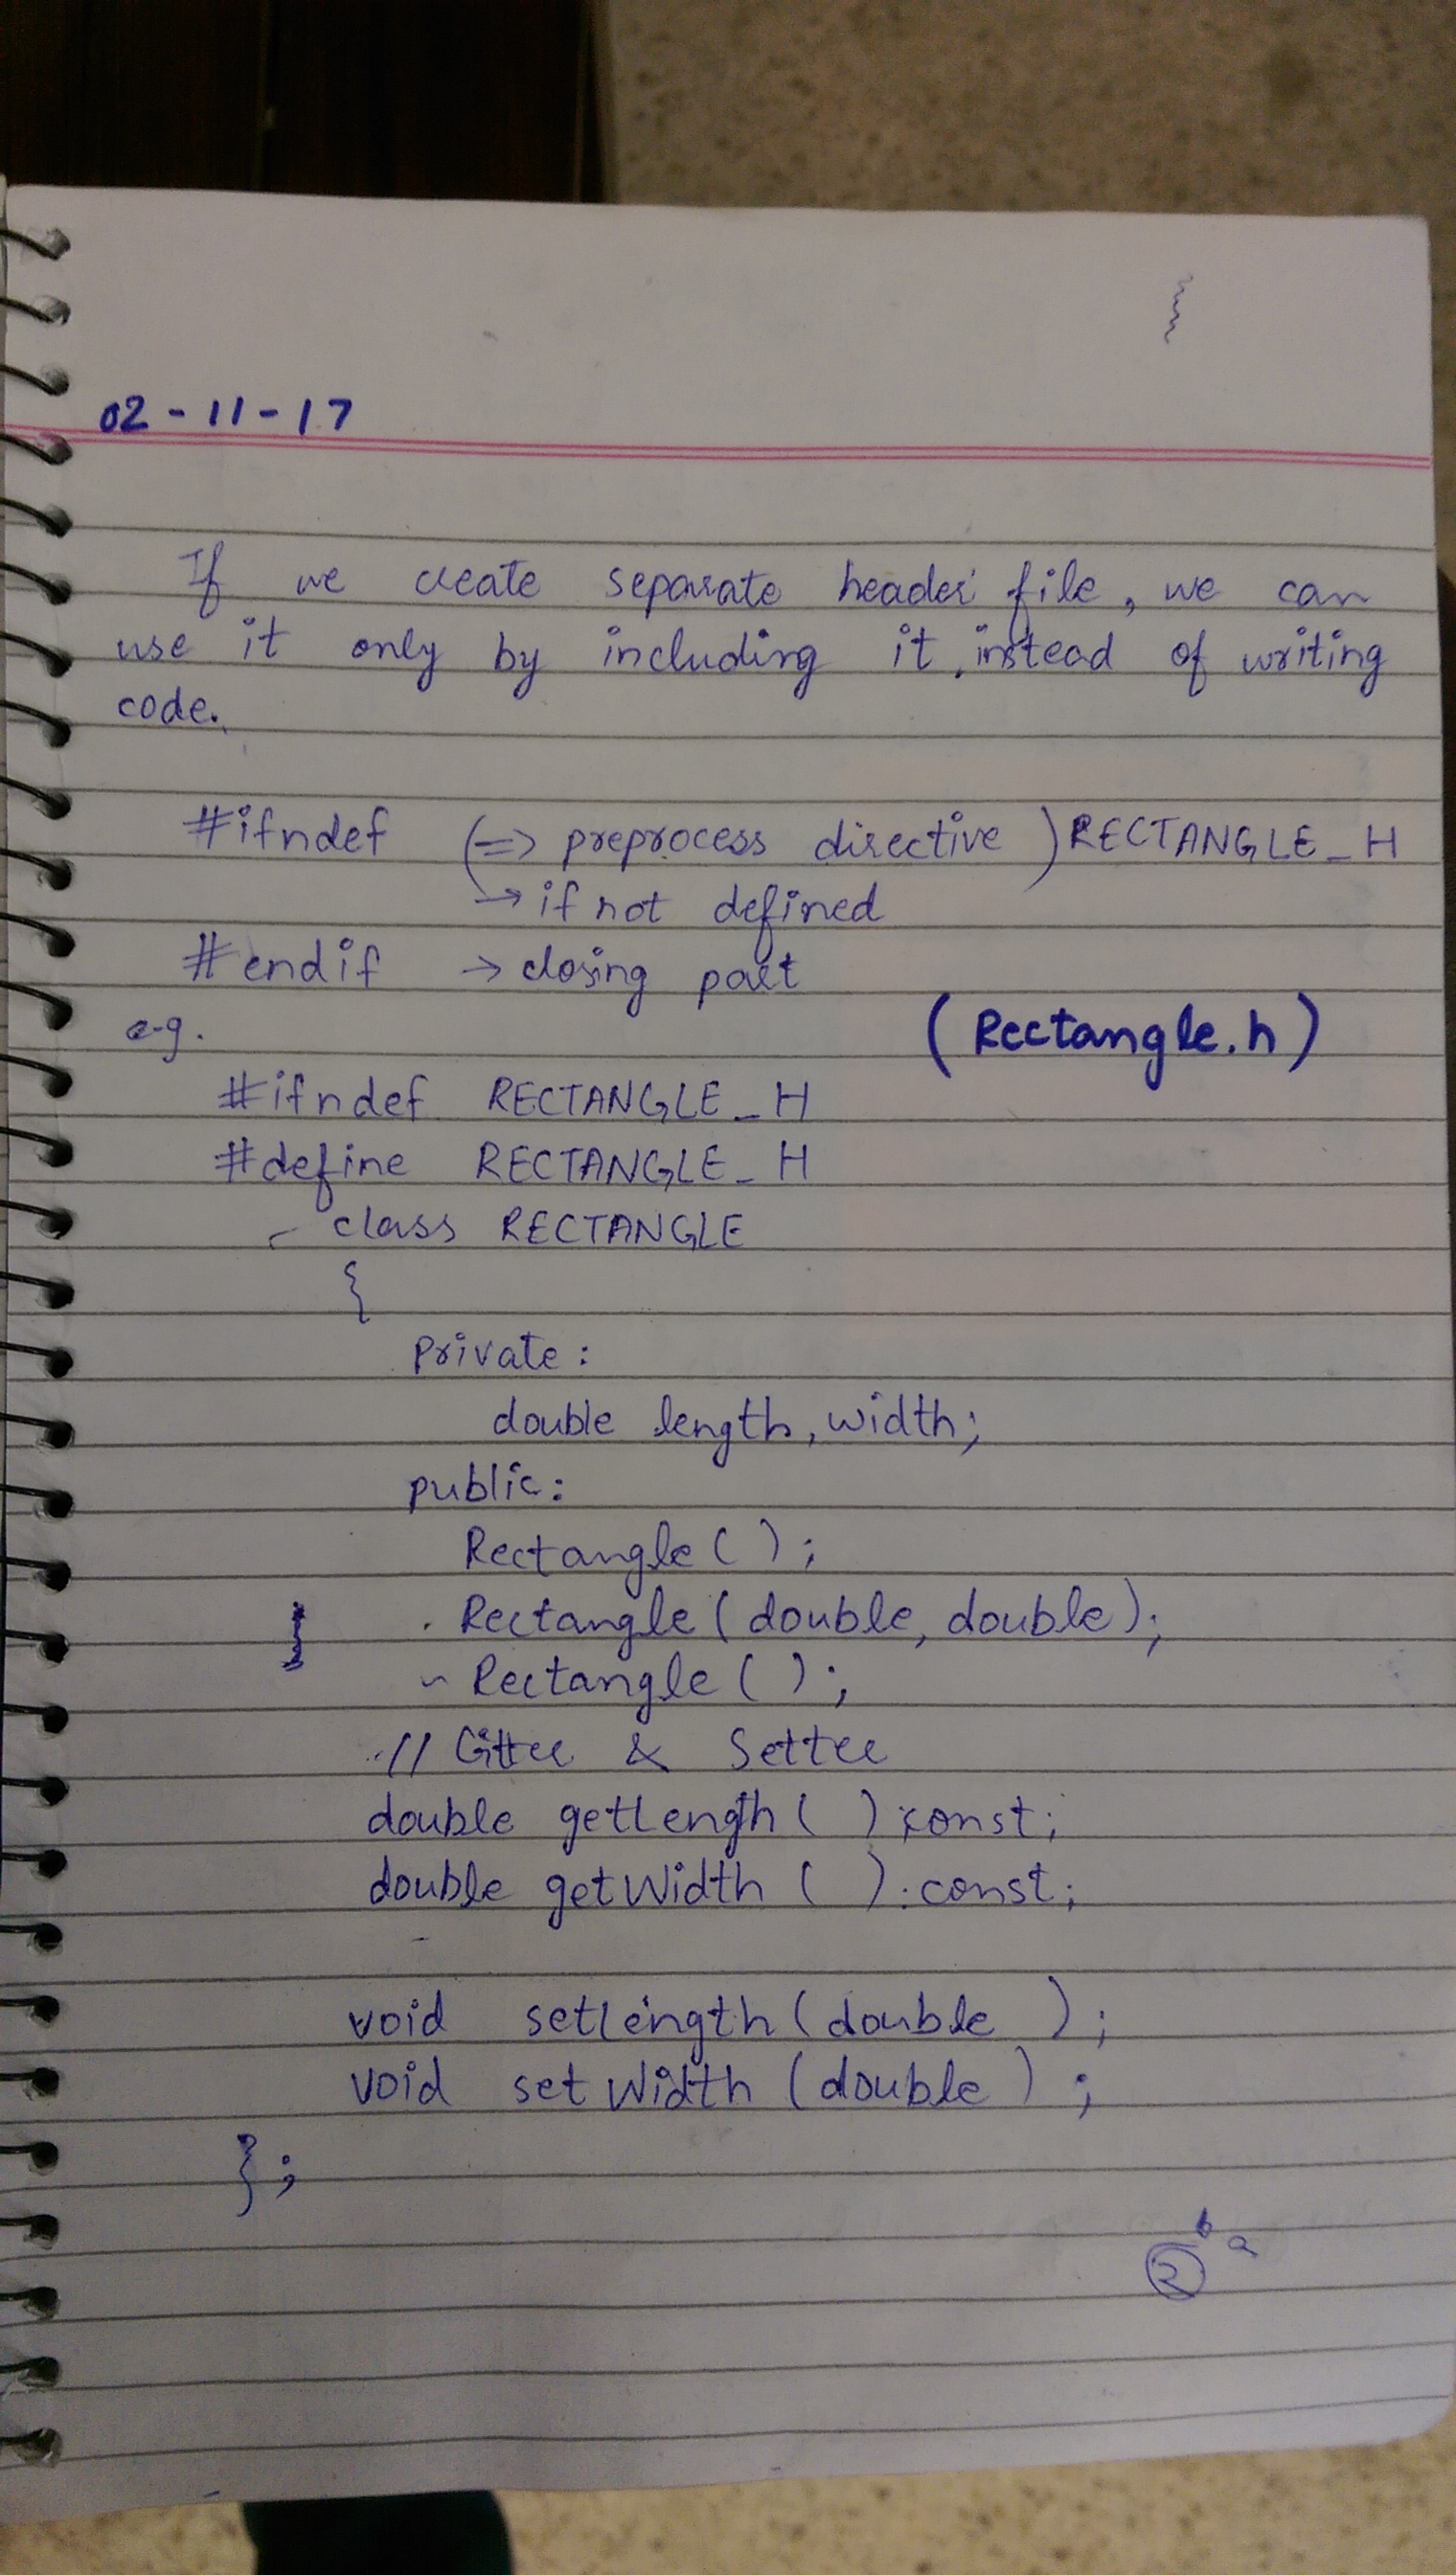 02-11-17
If we create separate header file, we can
use it only by including it, instead of writing
code.
#ifndef (=> preprocess directive ) RECTANGLE_H
→ if not defined
#endif → closing part
e.g.
(Rectangle.h)
#ifndef RECTANGLE_H
#define RECTANGLE_H
class RECTANGLE
{
private:
double length, width;
public:
Rectangle ( );
Rectangle (double, double);
~ Rectangle ( );
// Gitter & Setter
double getLength ( ) const;
double getWidth ( ) const;
void setLength (double );
void setWidth (double ) ;
} ;
b a
2